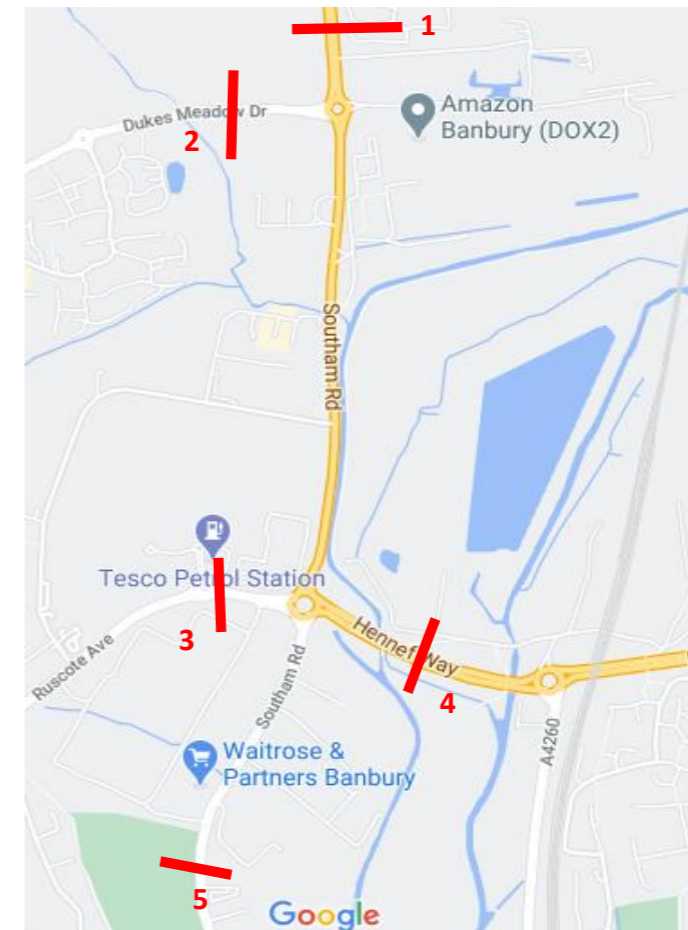 1
Amazon
Banbury (DOX2)
Dukes Meadow Dr
2
Southam Rd
Tesco Petrol Station
3
Hennef Way
Ruscote Ave
Southam Rd
4
A4260
Waitrose &
Partners Banbury
5
Google